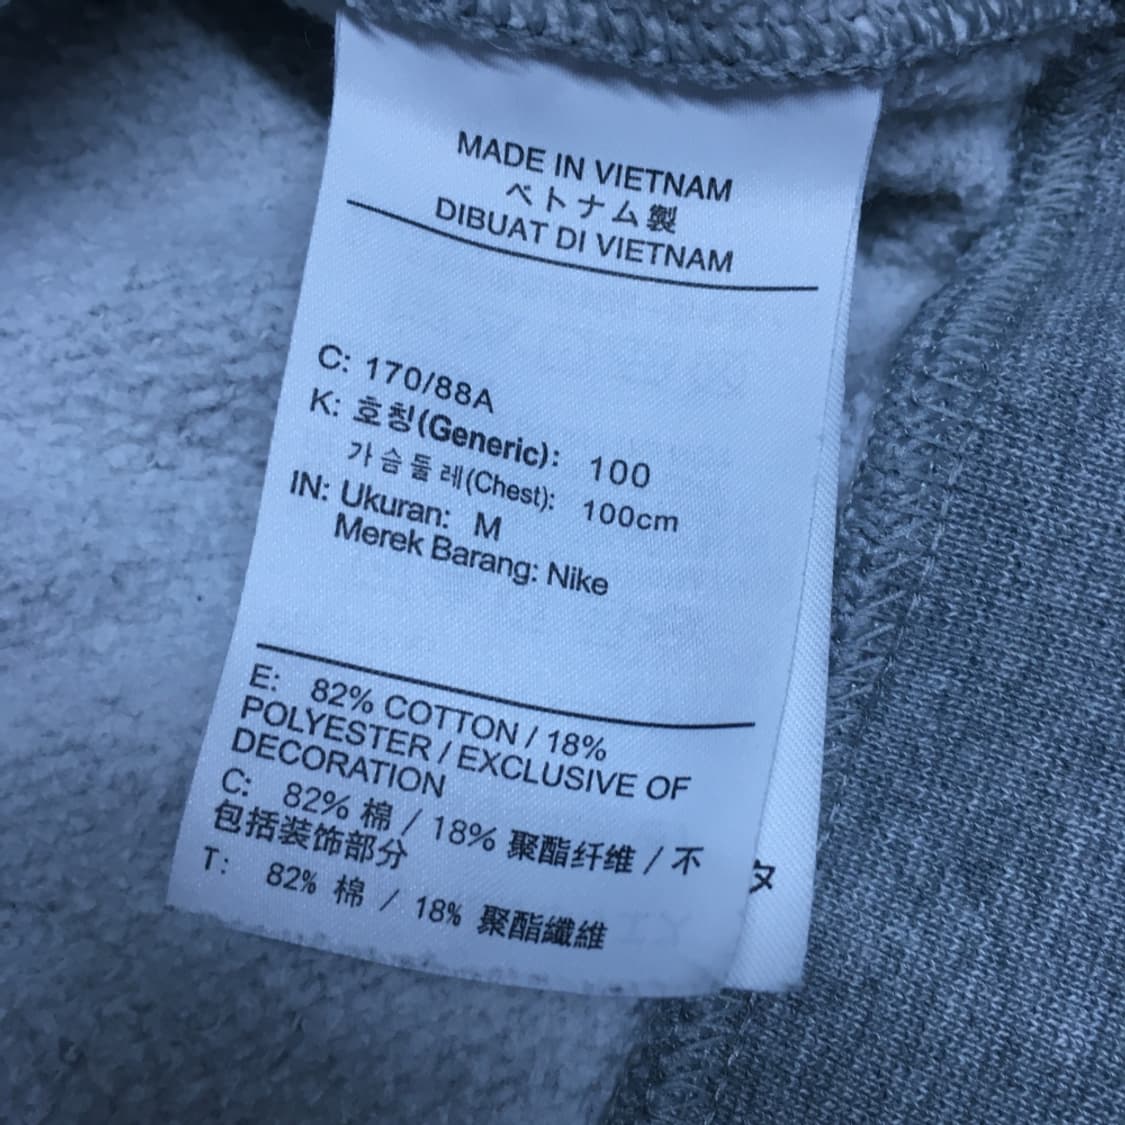 MADE IN VIETNAM
ベトナム製
DIBUAT DI VIETNAM
C: 170/88A
K: 호칭(Generic): 100
가슴둘레(Chest): 100cm
IN: Ukuran: M
Merek Barang: Nike
E: 82% COTTON / 18%
POLYESTER / EXCLUSIVE OF
DECORATION
C: 82% 棉 / 18% 聚酯纤维 / 不
包括装饰部分
T: 82% 棉 / 18% 聚酯纖維
タ